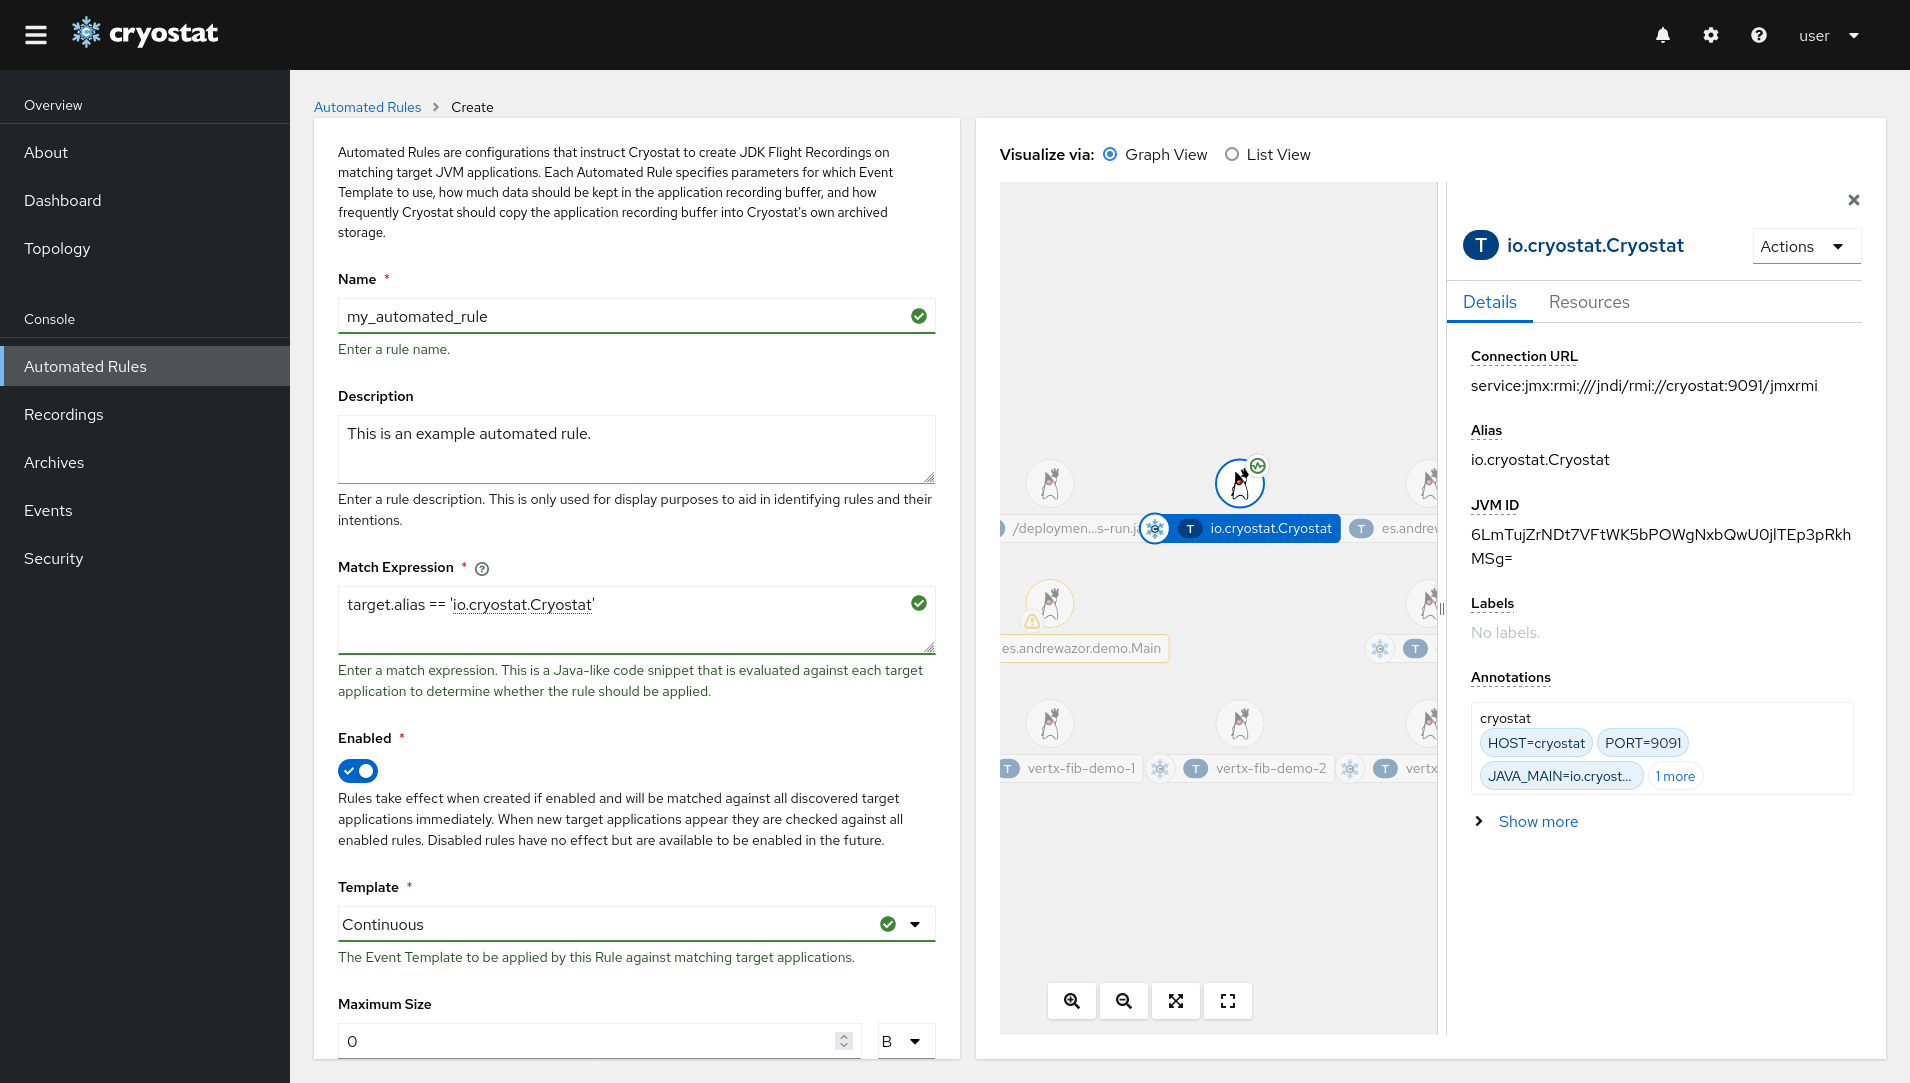 cryostat
user
Overview
About
Dashboard
Topology
Console
Automated Rules
Recordings
Archives
Events
Security
Automated Rules > Create
Automated Rules are configurations that instruct Cryostat to create JDK Flight Recordings on
matching target JVM applications. Each Automated Rule specifies parameters for which Event
Template to use, how much data should be kept in the application recording buffer, and how
frequently Cryostat should copy the application recording buffer into Cryostat's own archived
storage.
Name *
my_automated_rule
Enter a rule name.
Description
This is an example automated rule.
Enter a rule description. This is only used for display purposes to aid in identifying rules and their
intentions.
Match Expression *
target.alias == 'io.cryostat.Cryostat'
Enter a match expression. This is a Java-like code snippet that is evaluated against each target
application to determine whether the rule should be applied.
Enabled *
Rules take effect when created if enabled and will be matched against all discovered target
applications immediately. When new target applications appear they are checked against all
enabled rules. Disabled rules have no effect but are available to be enabled in the future.
Template *
Continuous
The Event Template to be applied by this Rule against matching target applications.
Maximum Size
0 B
Visualize via: Graph View List View
/deploymen...s-run.ja
T io.cryostat.Cryostat
T es.andrew
es.andrewazor.demo.Main
T
T vertx-fib-demo-1
T vertx-fib-demo-2
T vertx
T io.cryostat.Cryostat
Actions
Details Resources
Connection URL
service:jmx:rmi:///jndi/rmi://cryostat:9091/jmxrmi
Alias
io.cryostat.Cryostat
JVM ID
6LmTujZrNDt7VFtWK5bPOWgNxbQwU0jlTEp3pRkh
MSg=
Labels
No labels.
Annotations
cryostat
HOST=cryostat PORT=9091
JAVA_MAIN=io.cryost... 1 more
Show more